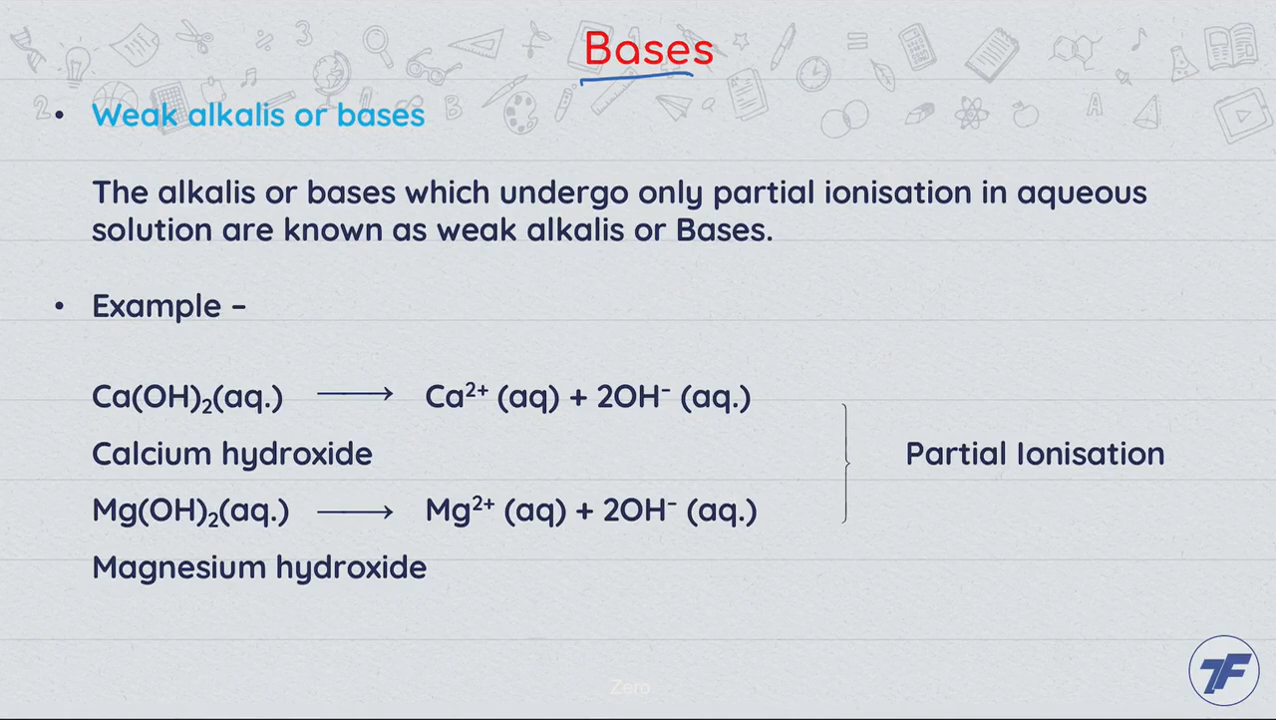 Bases
• Weak alkalis or bases
The alkalis or bases which undergo only partial ionisation in aqueous
solution are known as weak alkalis or Bases.
• Example –
Ca(OH)₂(aq.) ⟶ Ca²⁺ (aq) + 2OH⁻ (aq.)
Calcium hydroxide
Partial Ionisation
Mg(OH)₂(aq.) ⟶ Mg²⁺ (aq) + 2OH⁻ (aq.)
Magnesium hydroxide
Zero
TF